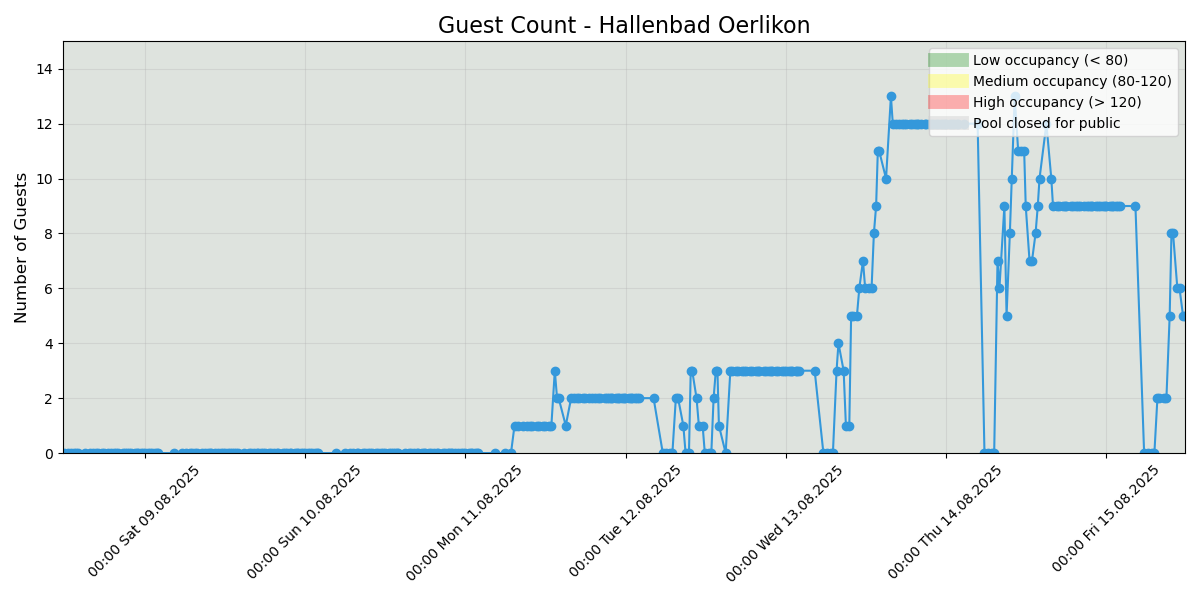 Guest Count - Hallenbad Oerlikon
Low occupancy (< 80)
Medium occupancy (80-120)
High occupancy (> 120)
Pool closed for public
Number of Guests
14
12
10
8
6
4
2
0
00:00 Sat 09.08.2025
00:00 Sun 10.08.2025
00:00 Mon 11.08.2025
00:00 Tue 12.08.2025
00:00 Wed 13.08.2025
00:00 Thu 14.08.2025
00:00 Fri 15.08.2025